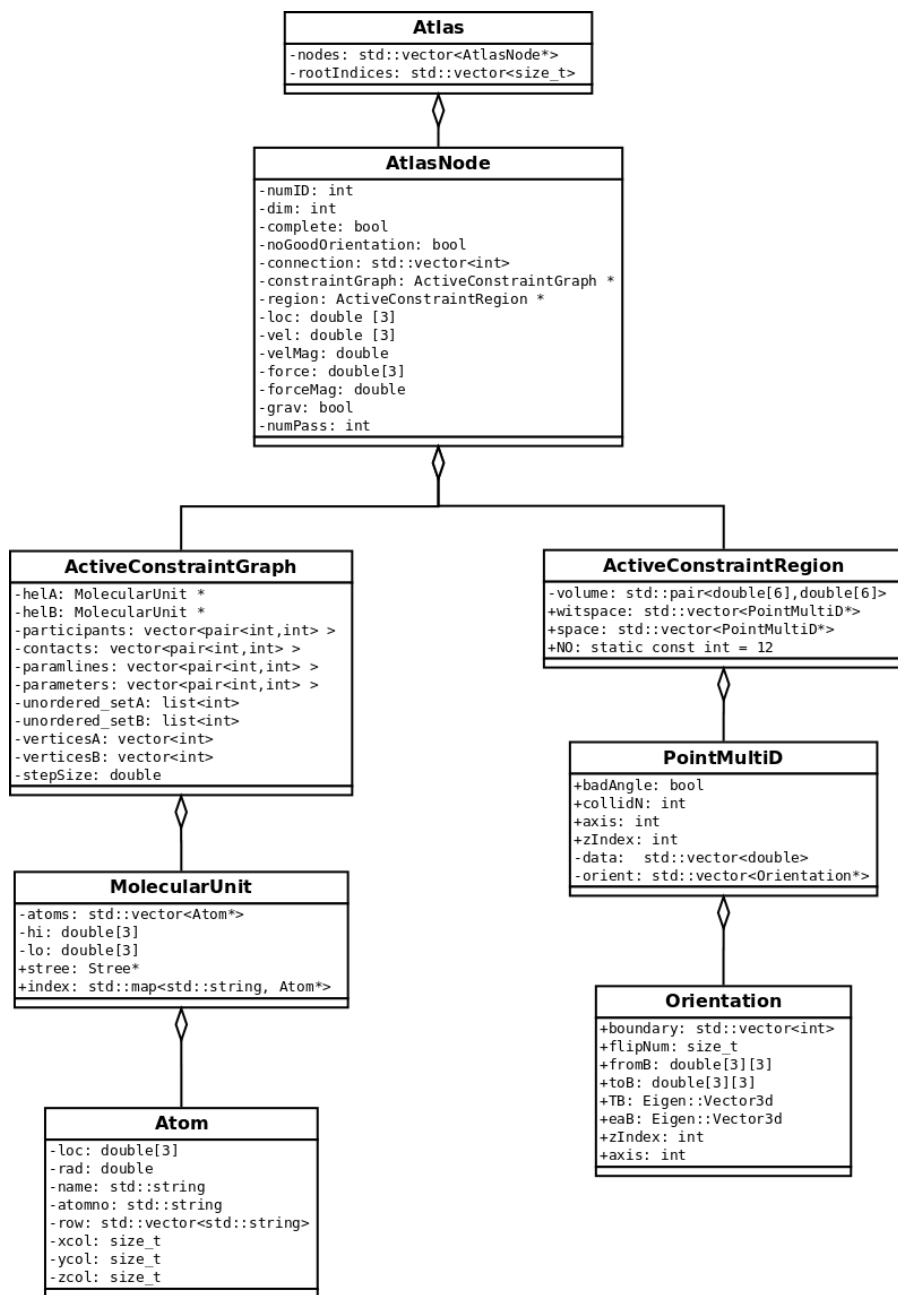 Atlas
-nodes: std::vector<AtlasNode*>
-rootIndices: std::vector<size_t>
AtlasNode
-numID: int
-dim: int
-complete: bool
-noGoodOrientation: bool
-connection: std::vector<int>
-constraintGraph: ActiveConstraintGraph *
-region: ActiveConstraintRegion *
-loc: double [3]
-vel: double [3]
-velMag: double
-force: double[3]
-forceMag: double
-grav: bool
-numPass: int
ActiveConstraintGraph
-helA: MolecularUnit *
-helB: MolecularUnit *
-participants: vector<pair<int,int> >
-contacts: vector<pair<int,int> >
-paramlines: vector<pair<int,int> >
-parameters: vector<pair<int,int> >
-unordered_setA: list<int>
-unordered_setB: list<int>
-verticesA: vector<int>
-verticesB: vector<int>
-stepSize: double
ActiveConstraintRegion
-volume: std::pair<double[6],double[6]>
+witspace: std::vector<PointMultiD*>
+space: std::vector<PointMultiD*>
+NO: static const int = 12
PointMultiD
+badAngle: bool
+collidN: int
+axis: int
+zIndex: int
-data:  std::vector<double>
-orient: std::vector<Orientation*>
MolecularUnit
-atoms: std::vector<Atom*>
-hi: double[3]
-lo: double[3]
+stree: Stree*
+index: std::map<std::string, Atom*>
Orientation
+boundary: std::vector<int>
+flipNum: size_t
+fromB: double[3][3]
+toB: double[3][3]
+TB: Eigen::Vector3d
+eaB: Eigen::Vector3d
+zIndex: int
+axis: int
Atom
-loc: double[3]
-rad: double
-name: std::string
-atomno: std::string
-row: std::vector<std::string>
-xcol: size_t
-ycol: size_t
-zcol: size_t